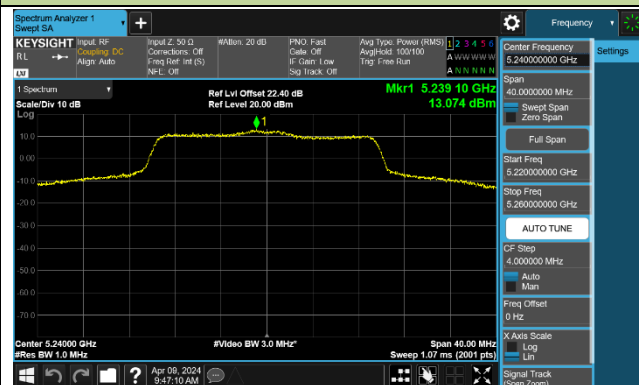 Spectrum Analyzer 1
Swept SA
Frequency
KEYSIGHT
RL
LXI
Input: RF
Coupling: DC
Align: Auto
Input Z: 50 Ω
Corrections: Off
Freq Ref: Int (S)
NFE: Off
#Atten: 20 dB
PNO: Fast
Gate: Off
IF Gain: Low
Sig Track: Off
Avg Type: Power (RMS)
Avg|Hold: 100/100
Trig: Free Run
1 2 3 4 5 6
A W W W W W
A N N N N N
1 Spectrum
Scale/Div 10 dB
Log
Ref Lvl Offset 22.40 dB
Ref Level 20.00 dBm
Mkr1 5.239 10 GHz
13.074 dBm
1
10.0
0.00
-10.0
-20.0
-30.0
-40.0
-50.0
-60.0
-70.0
Center 5.24000 GHz
#Res BW 1.0 MHz
#Video BW 3.0 MHz*
Span 40.00 MHz
Sweep 1.07 ms (2001 pts)
Apr 09, 2024
9:47:10 AM
Center Frequency
5.240000000 GHz
Settings
Span
40.0000000 MHz
Swept Span
Zero Span
Full Span
Start Freq
5.220000000 GHz
Stop Freq
5.260000000 GHz
AUTO TUNE
CF Step
4.000000 MHz
Auto
Man
Freq Offset
0 Hz
X Axis Scale
Log
Lin
Signal Track
(Span Zoom)